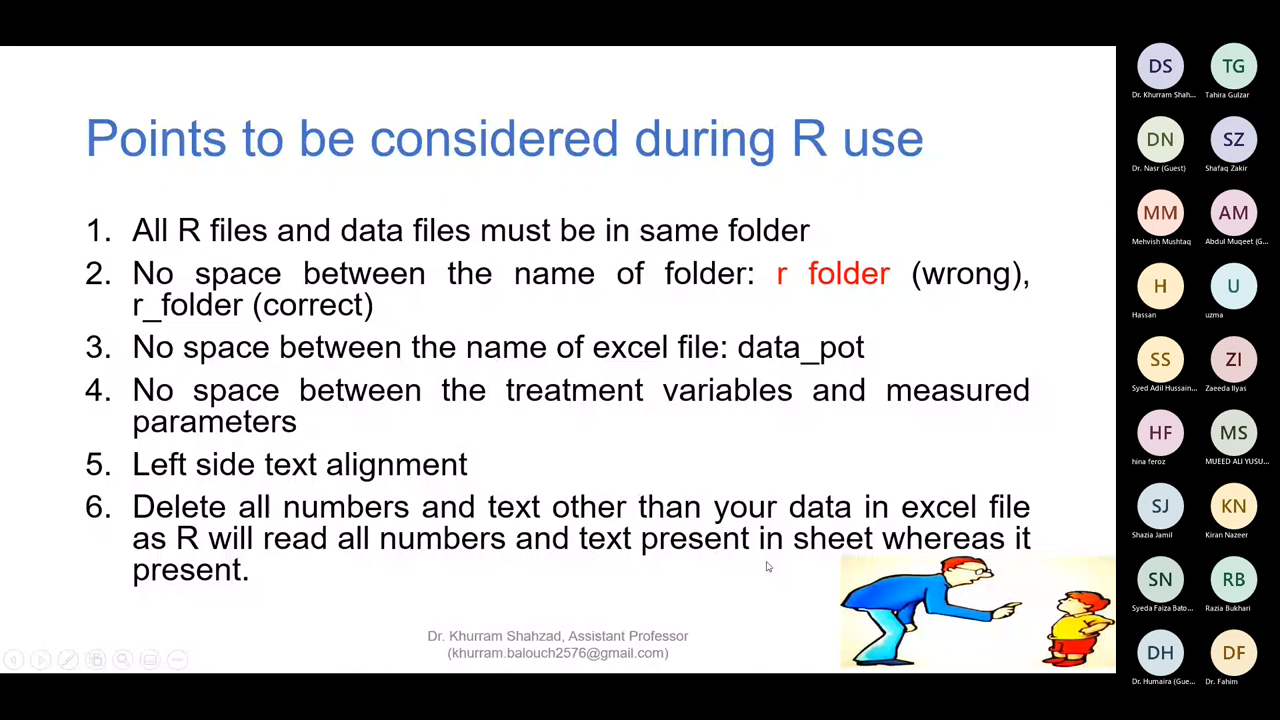 Points to be considered during R use
1. All R files and data files must be in same folder
2. No space between the name of folder: r folder (wrong),
r_folder (correct)
3. No space between the name of excel file: data_pot
4. No space between the treatment variables and measured
parameters
5. Left side text alignment
6. Delete all numbers and text other than your data in excel file
as R will read all numbers and text present in sheet whereas it
present.
Dr. Khurram Shahzad, Assistant Professor
(khurram.balouch2576@gmail.com)
DS TG
Dr. Khurram Shah... Tahira Gulzar
DN SZ
Dr. Nasr (Guest) Shafaq Zakir
MM AM
Mehvish Mushtaq Abdul Muqeet (G...
H U
Hassan uzma
SS ZI
Syed Adil Hussain... Zaeeda Ilyas
HF MS
hina feroz MUEED ALI YUSU...
SJ KN
Shazia Jamil Kiran Nazeer
SN RB
Syeda Faiza Bato... Razia Bukhari
DH DF
Dr. Humaira (Gue... Dr. Fahim